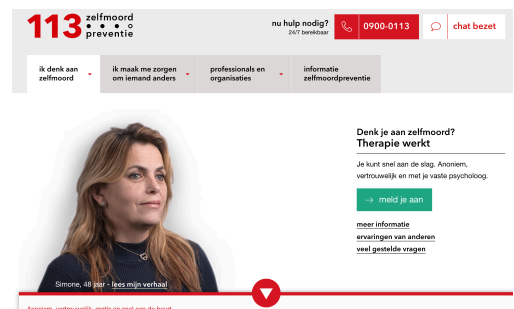 113 zelfmoord
preventie
nu hulp nodig?
24/7 bereikbaar
0900-0113
chat bezet
ik denk aan
zelfmoord
ik maak me zorgen
om iemand anders
professionals en
organisaties
informatie
zelfmoordpreventie
Denk je aan zelfmoord?
Therapie werkt
Je kunt snel aan de slag. Anoniem,
vertrouwelijk en met je vaste psycholoog.
→ meld je aan
meer informatie
ervaringen van anderen
veel gestelde vragen
Simone, 48 jaar - lees mijn verhaal